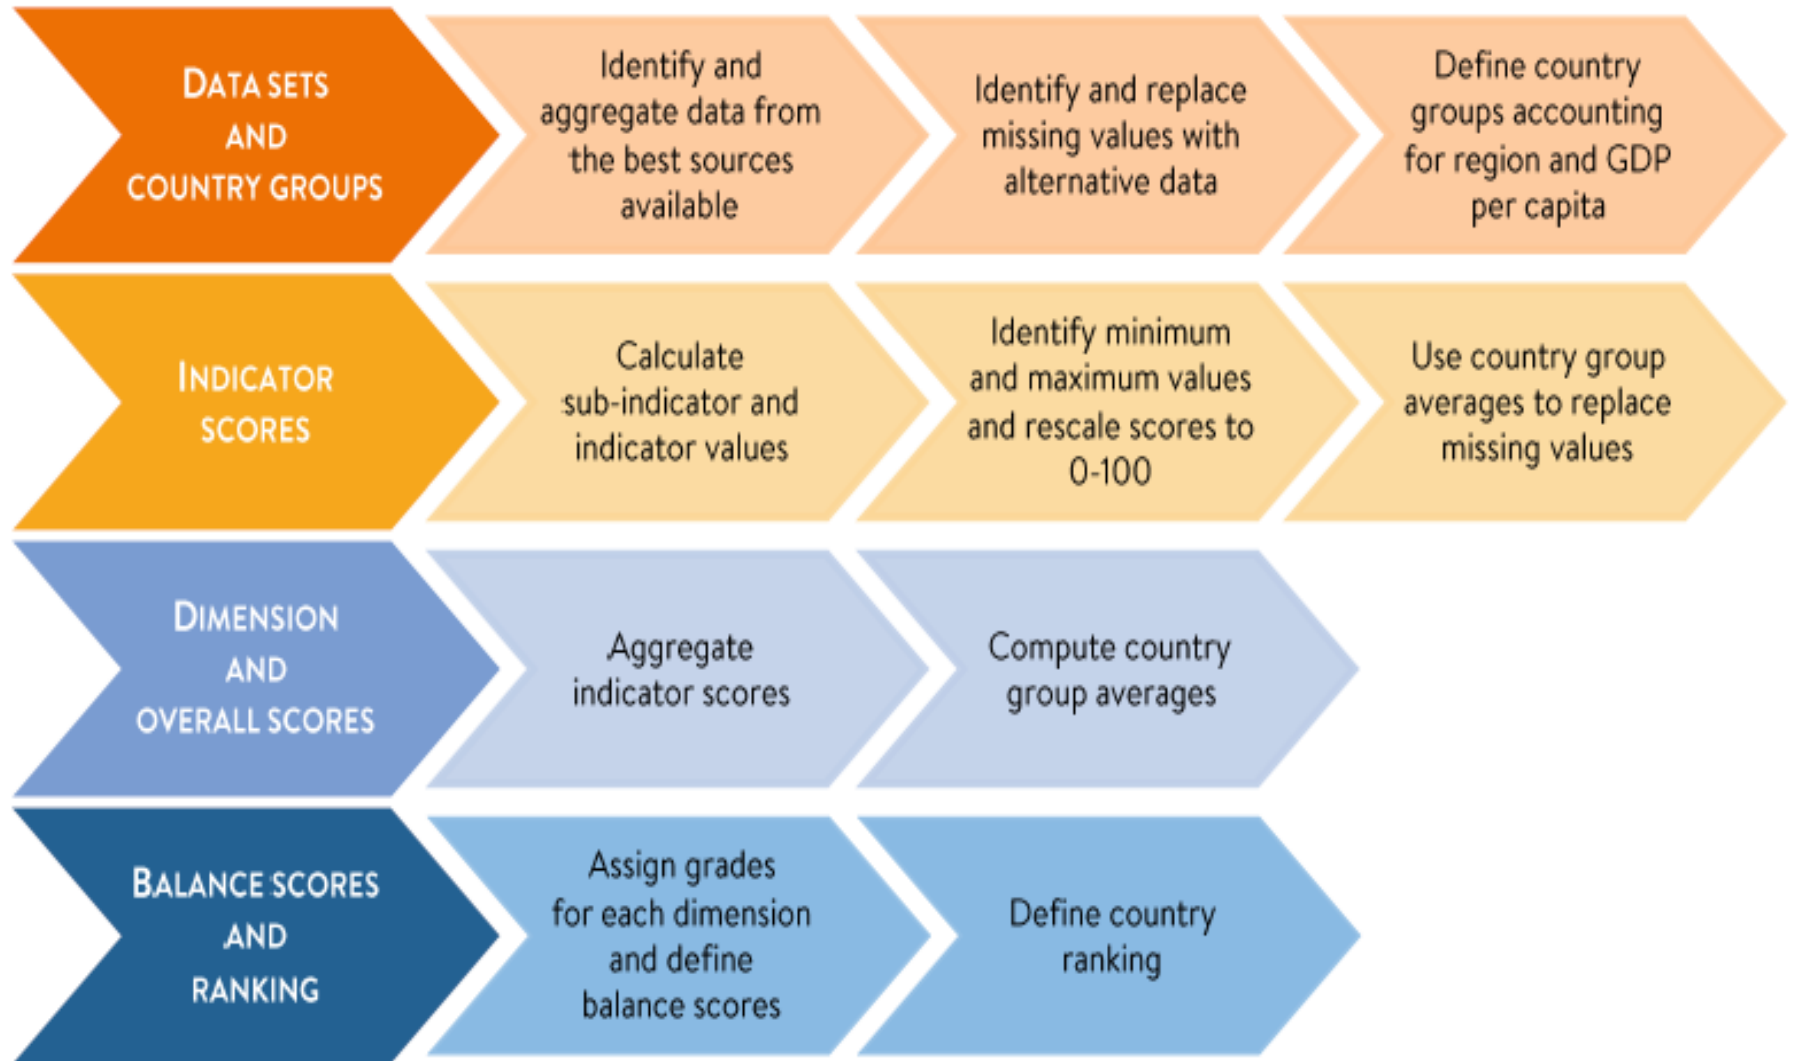 DATA SETS
AND
COUNTRY GROUPS
Identify and
aggregate data from
the best sources
available
Identify and replace
missing values with
alternative data
Define country
groups accounting
for region and GDP
per capita
INDICATOR
SCORES
Calculate
sub-indicator and
indicator values
Identify minimum
and maximum values
and rescale scores to
0-100
Use country group
averages to replace
missing values
DIMENSION
AND
OVERALL SCORES
Aggregate
indicator scores
Compute country
group averages
BALANCE SCORES
AND
RANKING
Assign grades
for each dimension
and define
balance scores
Define country
ranking